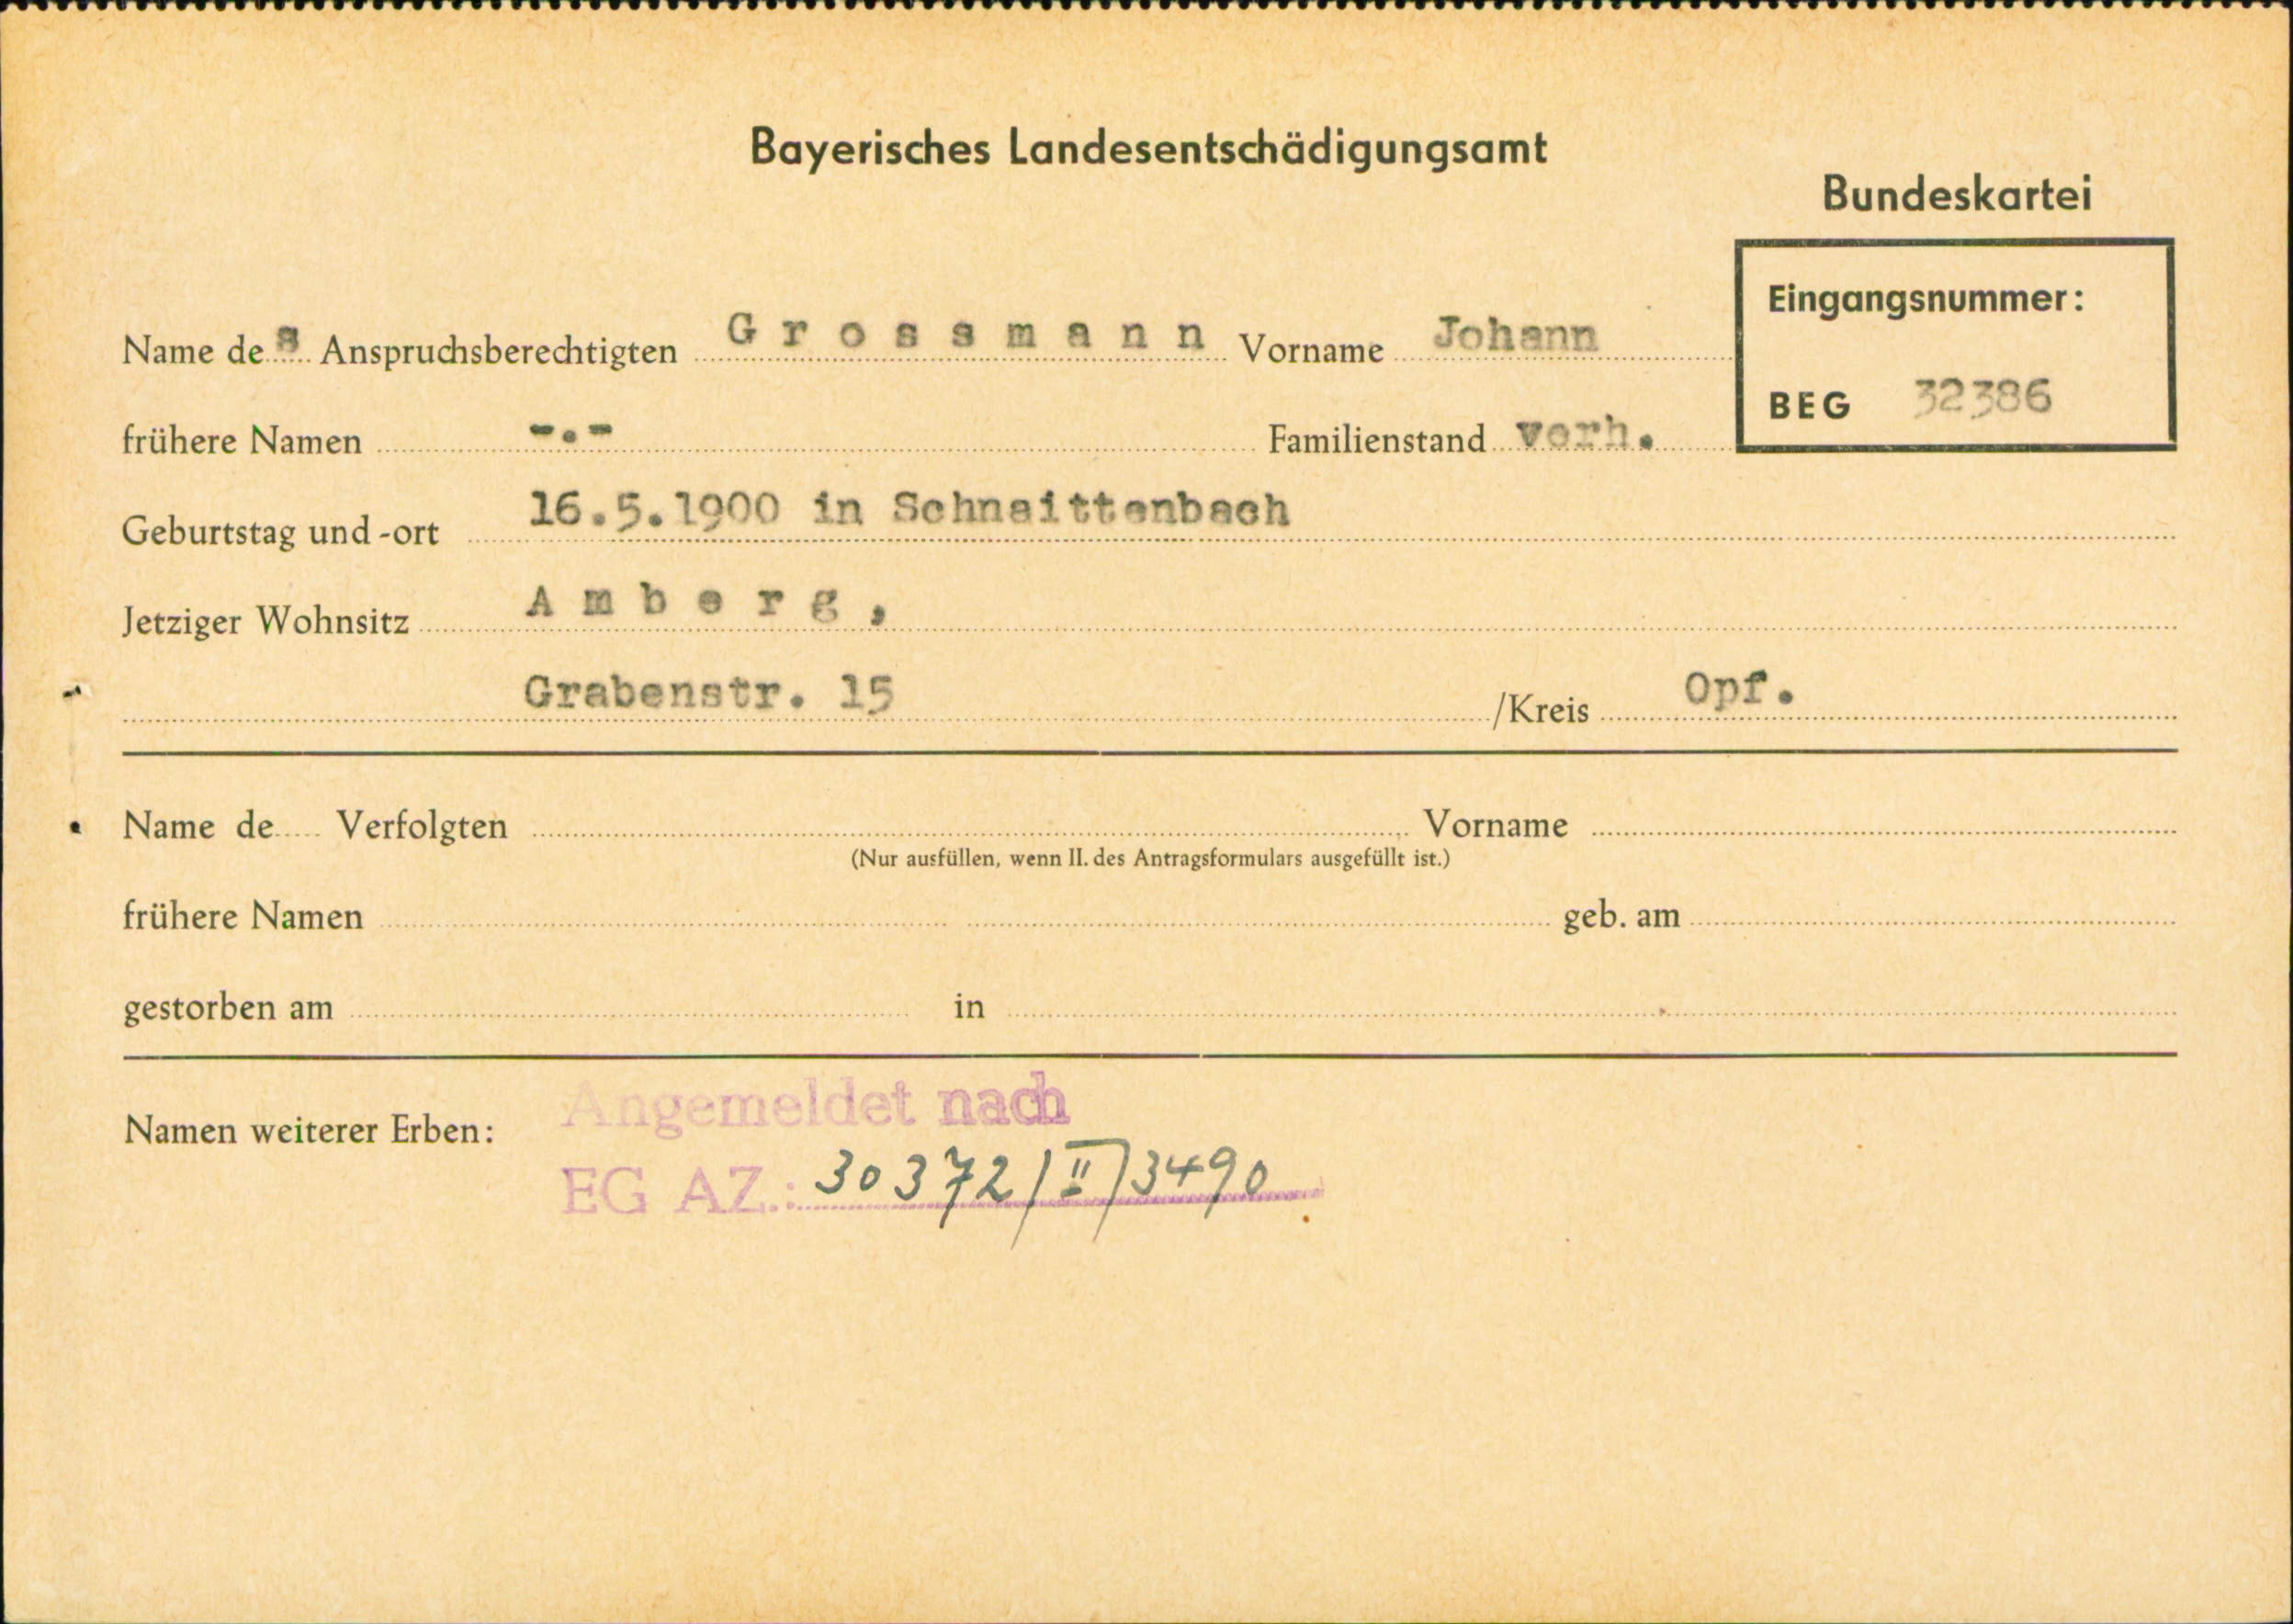 Bayerisches Landesentschädigungsamt
Bundeskartei
Eingangsnummer:
BEG 32386
Name des Anspruchsberechtigten Grossmann Vorname Johann
frühere Namen -.- Familienstand verh.
Geburtstag und -ort 16.5.1900 in Schnaittenbach
Jetziger Wohnsitz Amberg,
Grabenstr. 15 /Kreis Opf.
Name de Verfolgten Vorname
(Nur ausfüllen, wenn II. des Antragsformulars ausgefüllt ist.)
frühere Namen geb. am
gestorben am in
Namen weiterer Erben: Angemeldet nach
EG AZ.: 30372/II/3490